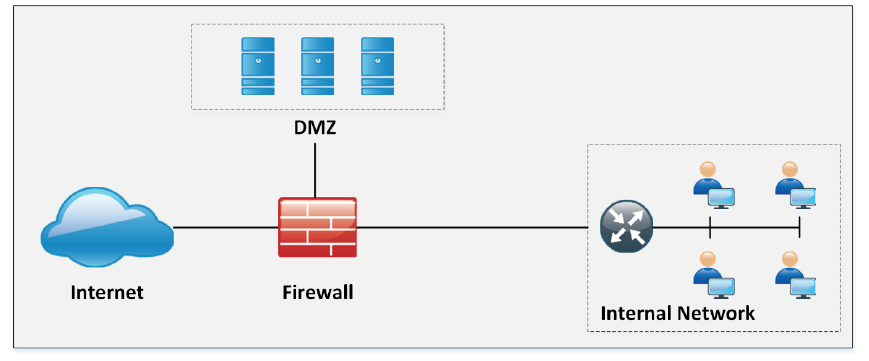 DMZ
Internet
Firewall
Internal Network